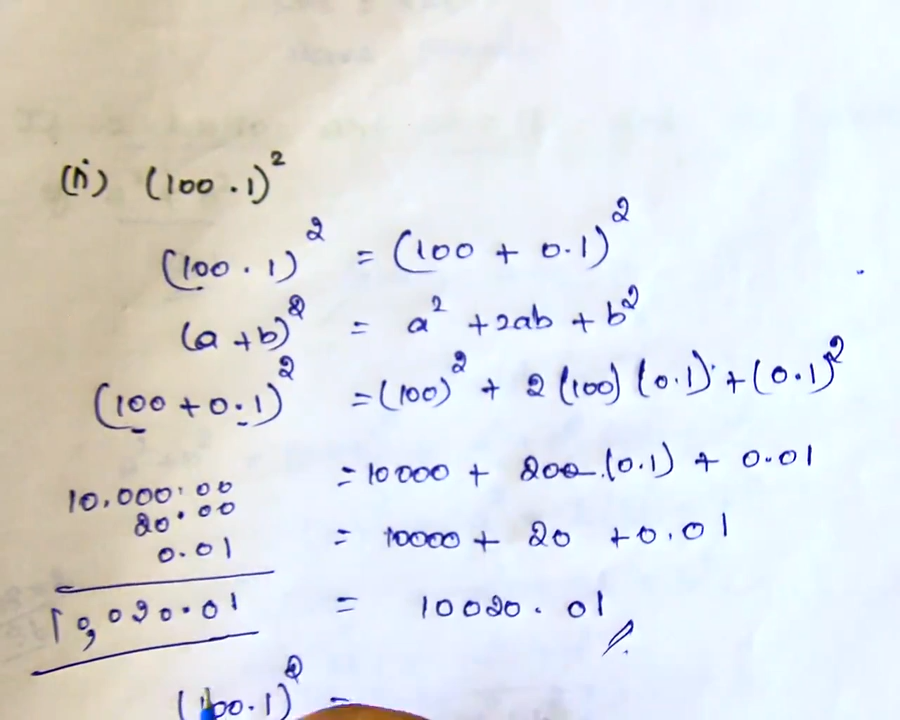 (ii) (100.1)²
(100.1)² = (100 + 0.1)²
(a+b)² = a² + 2ab + b²
(100 + 0.1)² = (100)² + 2 (100) (0.1) + (0.1)²
= 10000 + 200 (0.1) + 0.01
= 10000 + 20 + 0.01
= 10020.01
10,000.00
20.00
0.01
10,020.01
(100.1)² =